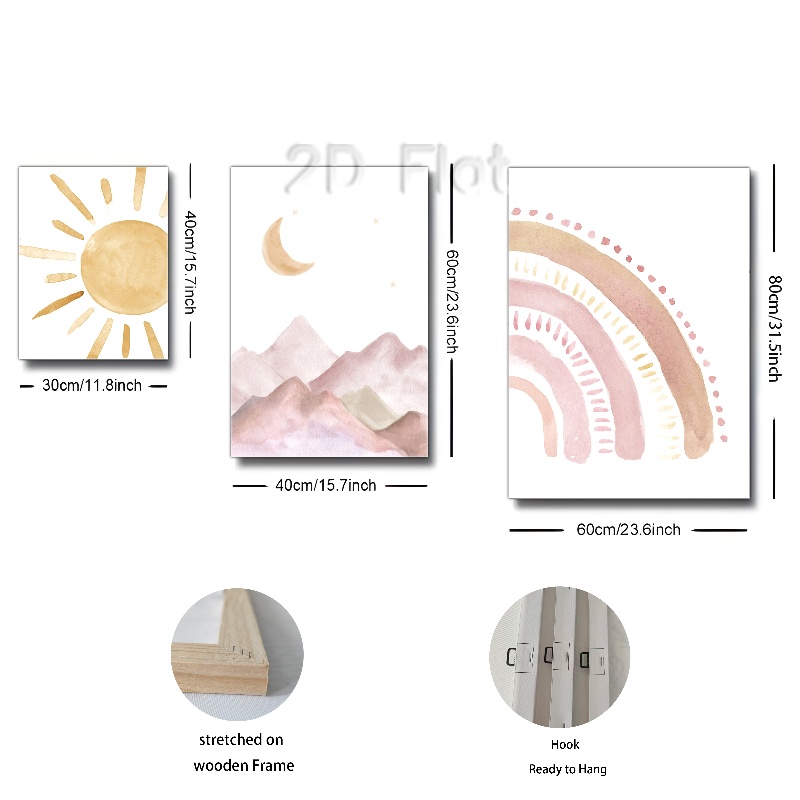 2D Flat
40cm/15.7inch
30cm/11.8inch
60cm/23.6inch
40cm/15.7inch
80cm/31.5inch
60cm/23.6inch
stretched on
wooden Frame
Hook
Ready to Hang